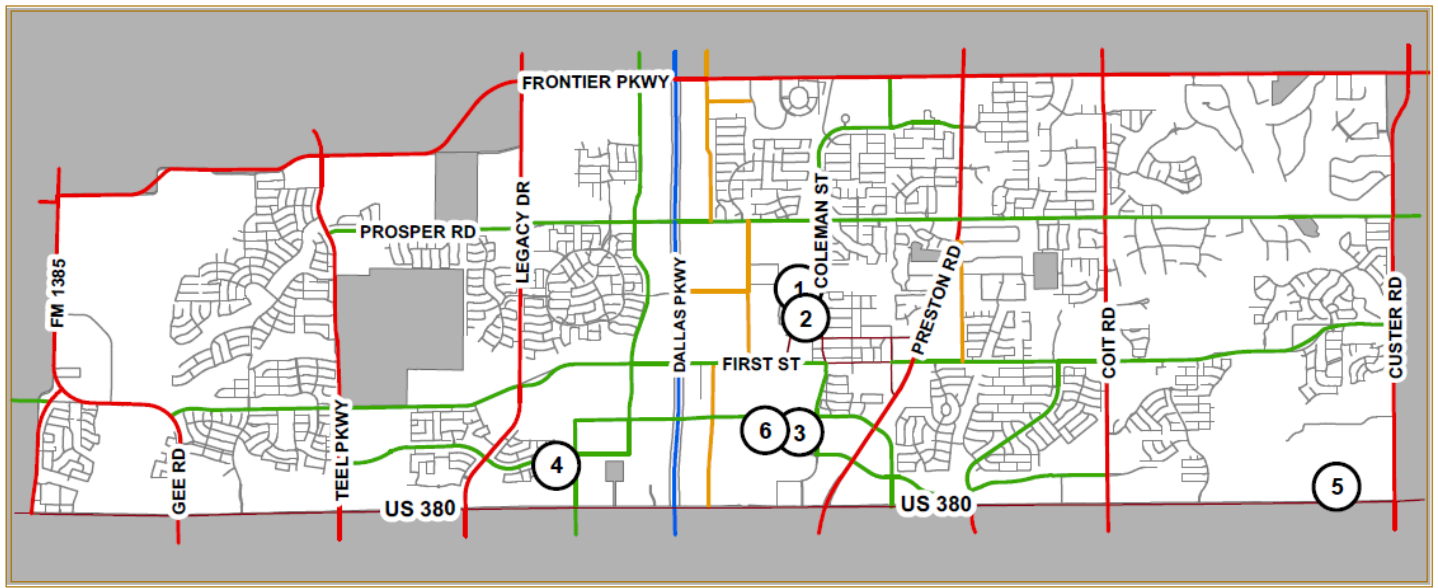 FRONTIER PKWY
PROSPER RD
LEGACY DR
COLEMAN ST
FM 1385
DALLAS PKWY
PRESTON RD
1
2
CUSTER RD
COIT RD
FIRST ST
TEEL PKWY
GEE RD
6
3
4
5
US 380
US 380